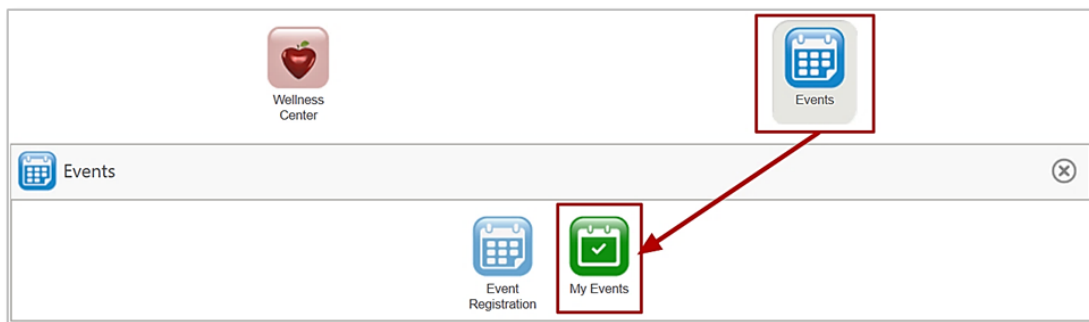 Wellness
Center
Events
Events
Event
Registration
My Events